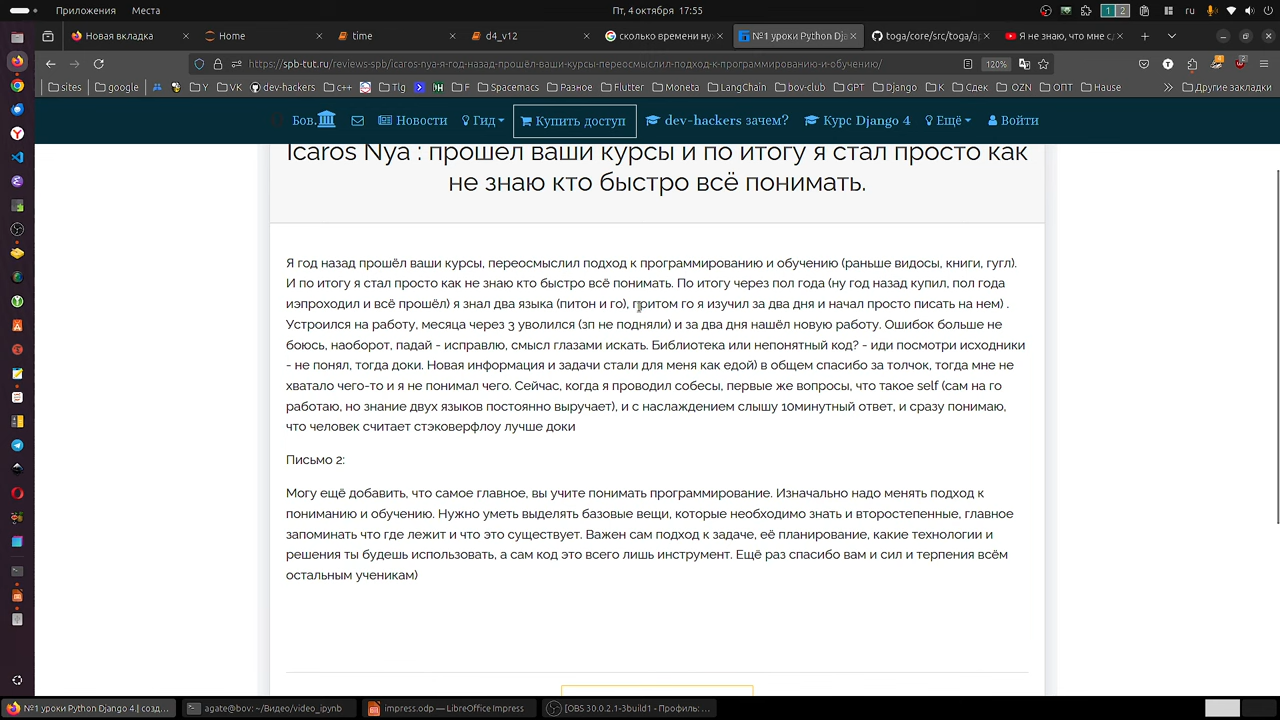 Приложения Места Пт, 4 октября 17:55 1 2 ru
Новая вкладка Home time d4_v12 сколько времени ну №1 уроки Python Dja toga/core/src/toga/ap Я не знаю, что мне с
https://spb-tut.ru/reviews-spb/icaros-nya-я-год-назад-прошёл-ваши-курсы-переосмыслил-подход-к-программированию-и-обучению/ 120%
sites google Y VK dev-hackers c++ Tlg H F Spacemacs Разное Flutter Moneta LangChain bov-club GPT Django К Сдек OZN ОПТ Hause Другие закладки
Бов. Новости Гид Купить доступ dev-hackers зачем? Курс Django 4 Ещё Войти
Icaros Nya : прошел ваши курсы и по итогу я стал просто как
не знаю кто быстро всё понимать.
Я год назад прошёл ваши курсы, переосмыслил подход к программированию и обучению (раньше видосы, книги, гугл).
И по итогу я стал просто как не знаю кто быстро всё понимать. По итогу через пол года (ну год назад купил, пол года
иэпроходил и всё прошёл) я знал два языка (питон и го), притом го я изучил за два дня и начал просто писать на нем) .
Устроился на работу, месяца через 3 уволился (зп не подняли) и за два дня нашёл новую работу. Ошибок больше не
боюсь, наоборот, падай - исправлю, смысл глазами искать. Библиотека или непонятный код? - иди посмотри исходники
- не понял, тогда доки. Новая информация и задачи стали для меня как едой) в общем спасибо за толчок, тогда мне не
хватало чего-то и я не понимал чего. Сейчас, когда я проводил собесы, первые же вопросы, что такое self (сам на го
работаю, но знание двух языков постоянно выручает), и с наслаждением слышу 10минутный ответ, и сразу понимаю,
что человек считает стэковерфлоу лучше доки
Письмо 2:
Могу ещё добавить, что самое главное, вы учите понимать программирование. Изначально надо менять подход к
пониманию и обучению. Нужно уметь выделять базовые вещи, которые необходимо знать и второстепенные, главное
запоминать что где лежит и что это существует. Важен сам подход к задаче, её планирование, какие технологии и
решения ты будешь использовать, а сам код это всего лишь инструмент. Ещё раз спасибо вам и сил и терпения всём
остальным ученикам)
№1 уроки Python Django 4.| созд... agate@bov: ~/Видео/video_ipynb impress.odp — LibreOffice Impress [OBS 30.0.2.1-3build1 - Профиль: ...